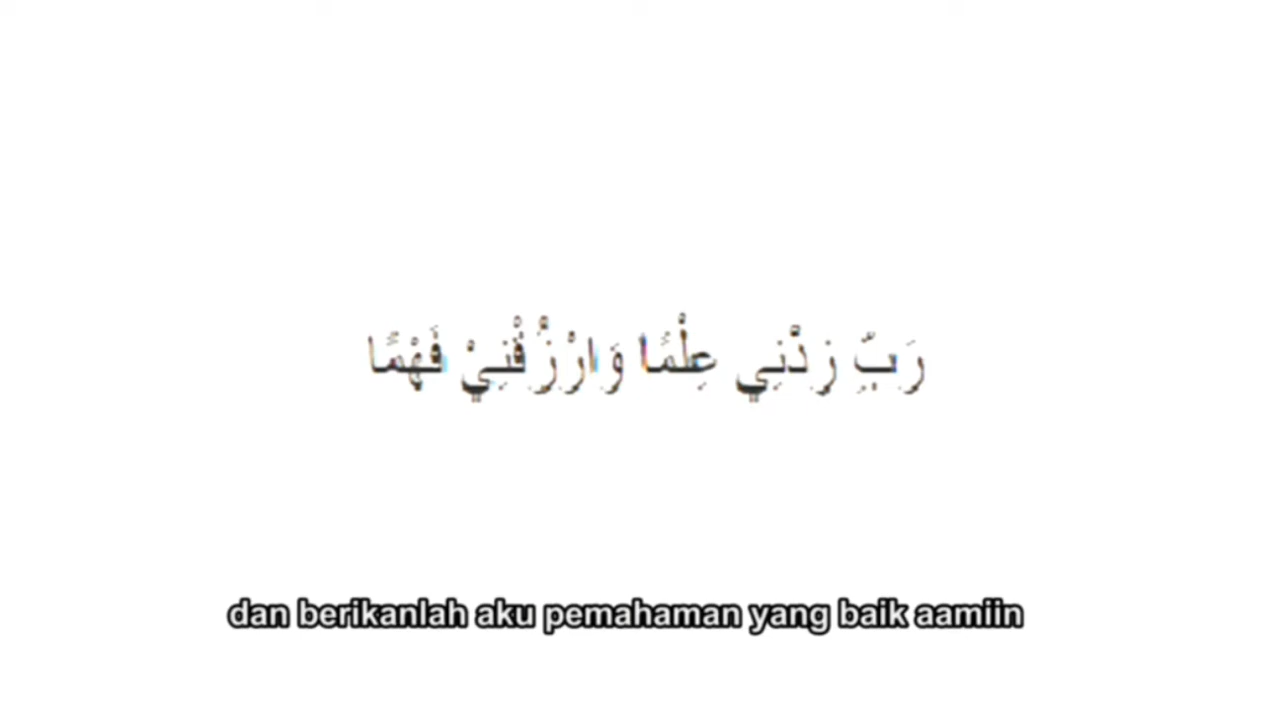 رَبِّ زِدْنِي عِلْمًا وَارْزُقْنِيْ فَهْمًا
dan berikanlah aku pemahaman yang baik aamiin